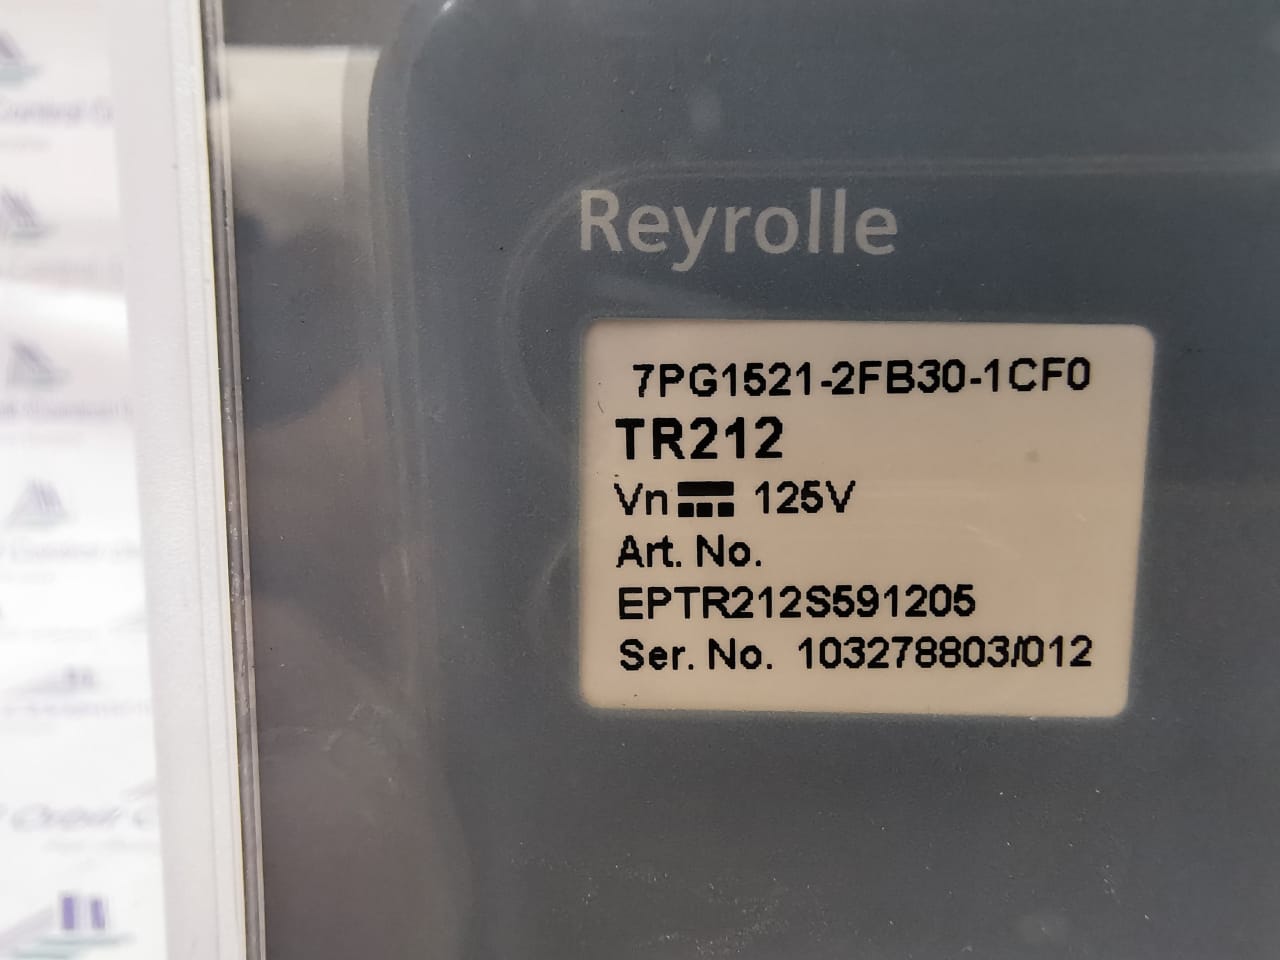 Reyrolle
7PG1521-2FB30-1CF0
TR212
Vn 125V
Art. No.
EPTR212S591205
Ser. No. 103278803/012